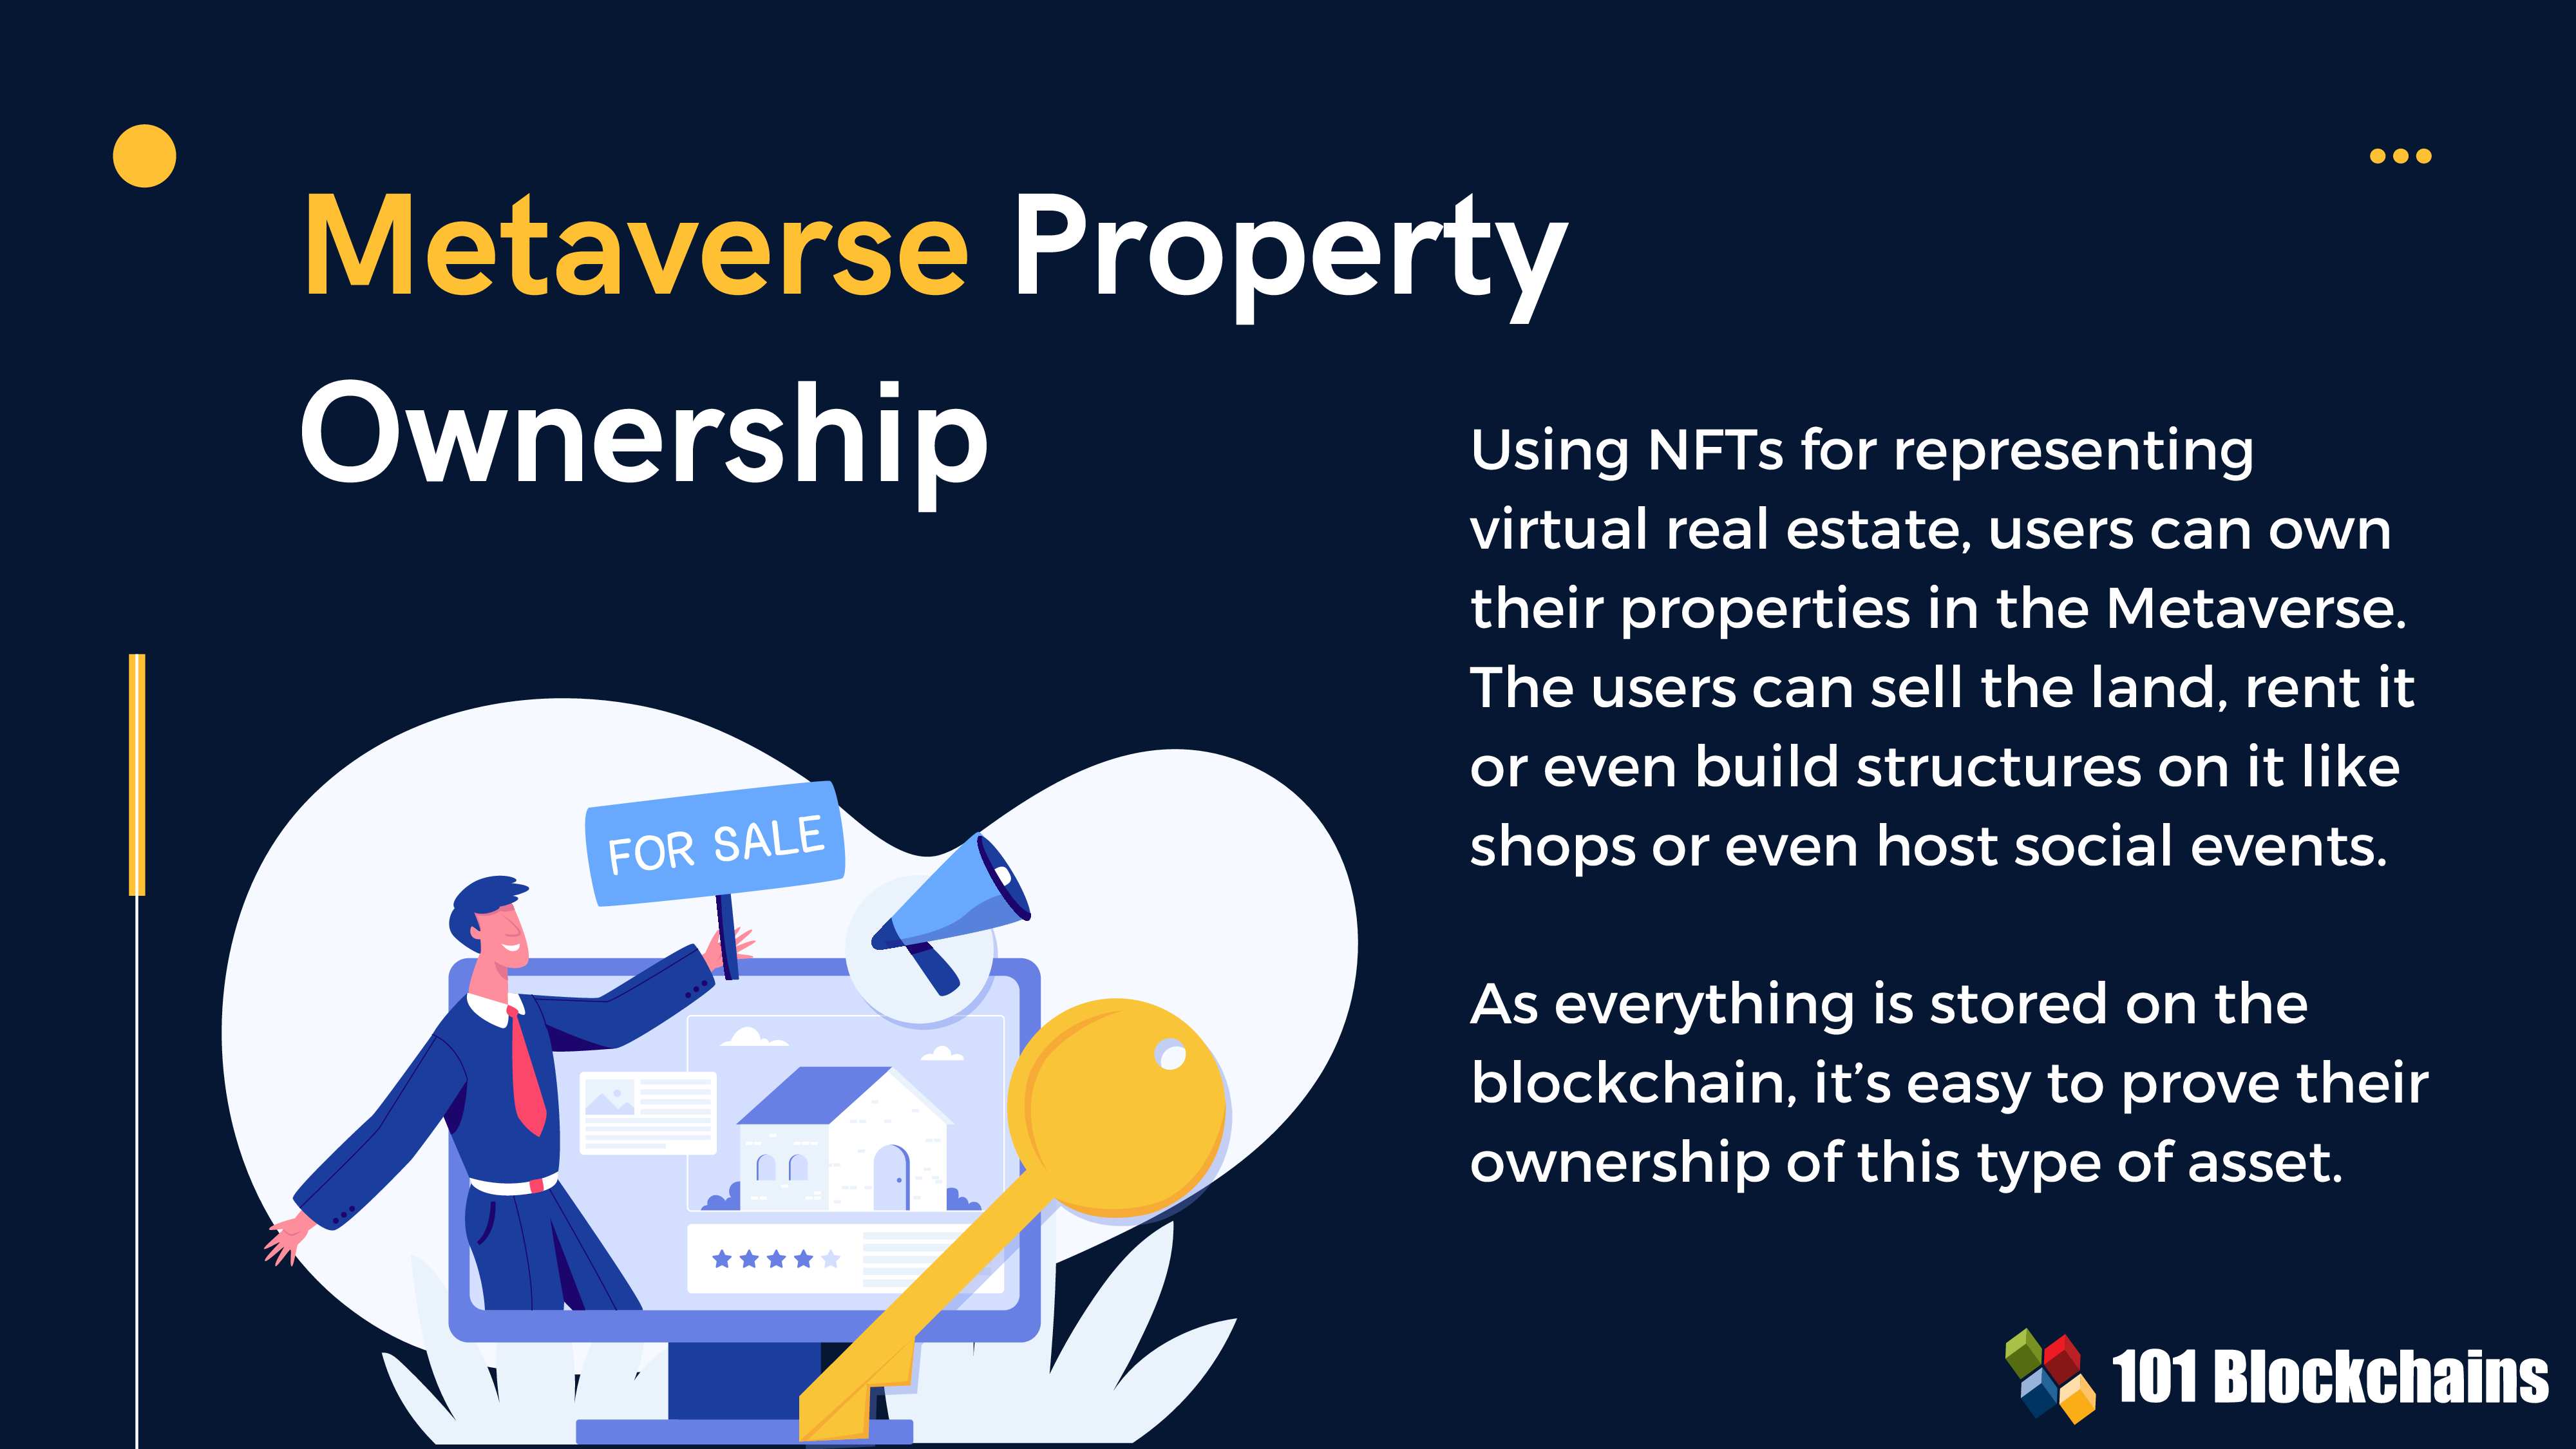 Metaverse Property
Ownership
Using NFTs for representing
virtual real estate, users can own
their properties in the Metaverse.
The users can sell the land, rent it
or even build structures on it like
shops or even host social events.
As everything is stored on the
blockchain, it’s easy to prove their
ownership of this type of asset.
FOR SALE
101 Blockchains